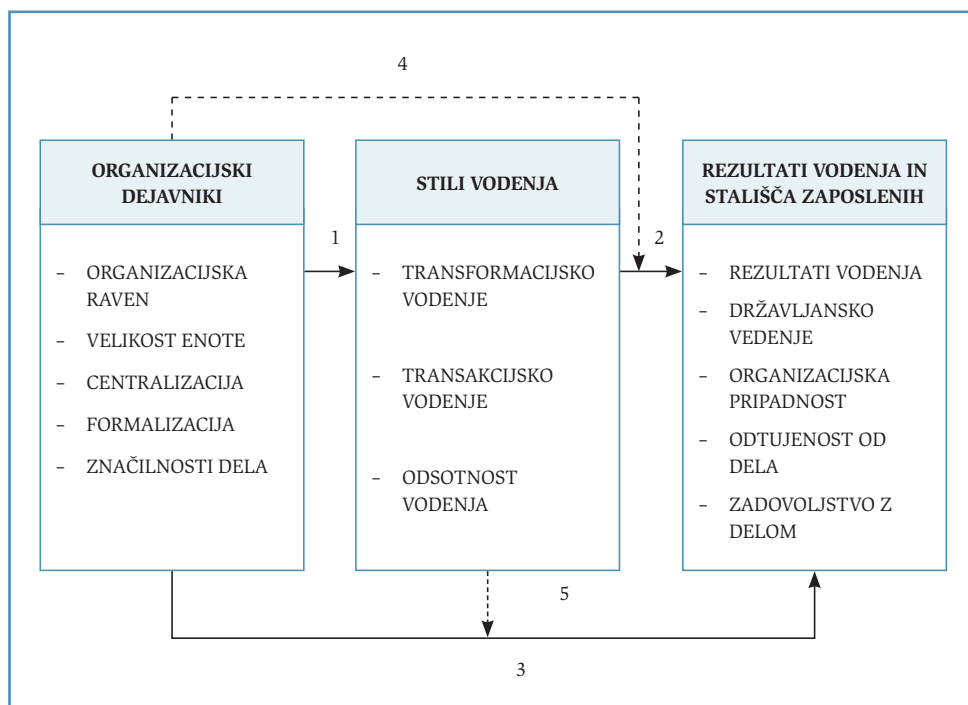 4
ORGANIZACIJSKI
DEJAVNIKI
– ORGANIZACIJSKA
RAVEN
– VELIKOST ENOTE
– CENTRALIZACIJA
– FORMALIZACIJA
– ZNAČILNOSTI DELA
1
STILI VODENJA
– TRANSFORMACIJSKO
VODENJE
– TRANSAKCIJSKO
VODENJE
– ODSOTNOST
VODENJA
2
REZULTATI VODENJA IN
STALIŠČA ZAPOSLENIH
– REZULTATI VODENJA
– DRŽAVLJANSKO
VEDENJE
– ORGANIZACIJSKA
PRIPADNOST
– ODTUJENOST OD
DELA
– ZADOVOLJSTVO Z
DELOM
5
3